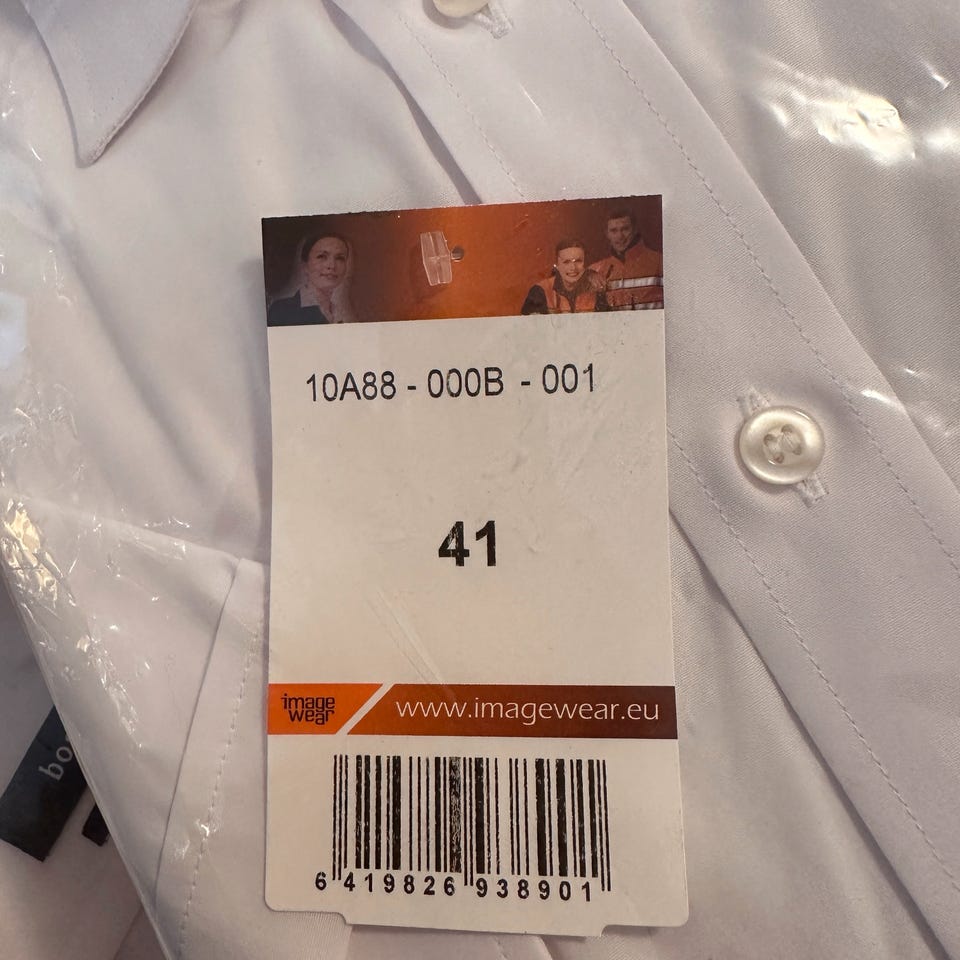 10A88 - 000B - 001
41
image
wear
www.imagewear.eu
6 419826 938901